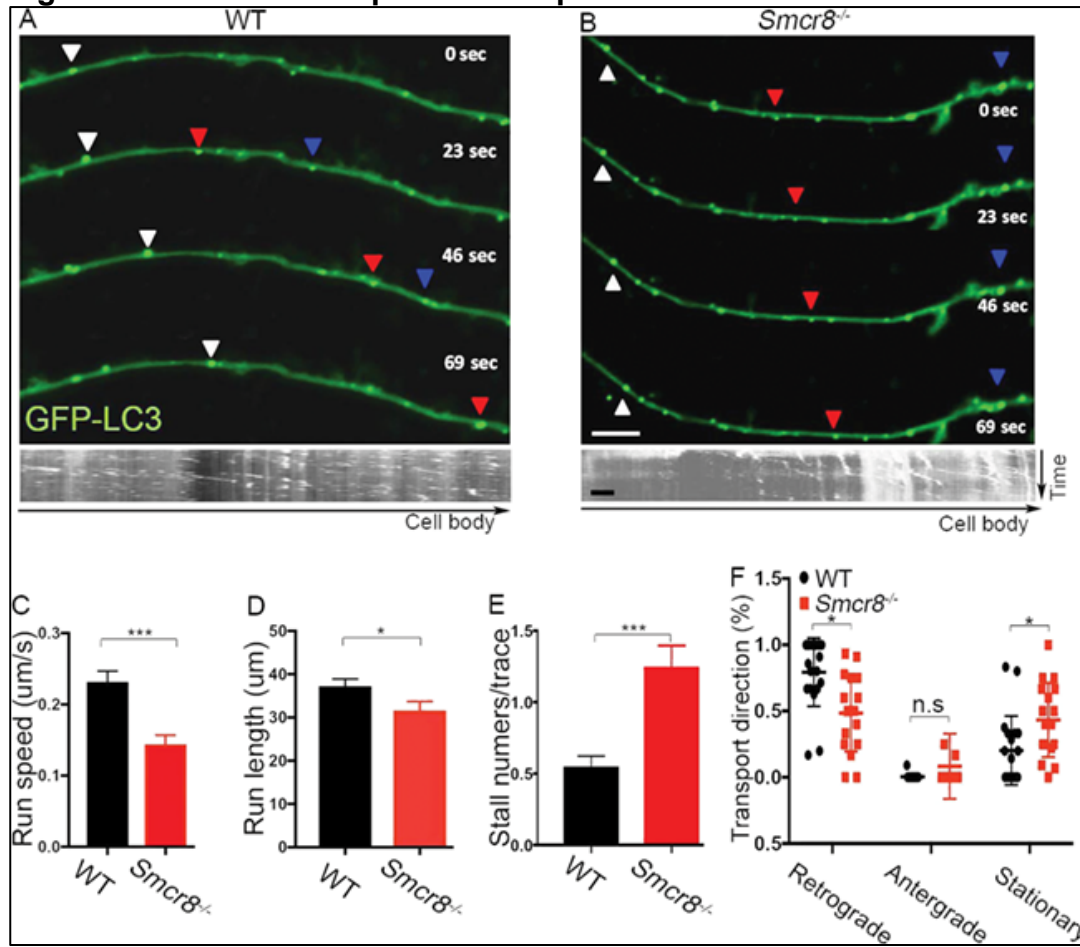 A
WT
0 sec
23 sec
46 sec
69 sec
GFP-LC3
Cell body
B
Smcr8-/-
0 sec
23 sec
46 sec
69 sec
Time
Cell body
C
***
Run speed (um/s)
0.3
0.2
0.1
0.0
WT
Smcr8-/-
D
*
Run length (um)
50
40
30
20
10
0
WT
Smcr8-/-
E
***
Stall numers/trace
1.5
1.0
0.5
0.0
WT
Smcr8-/-
F
WT
Smcr8-/-
*
n.s
*
Transport direction (%)
1.5
1.0
0.5
-0.0
0.5
Retrograde
Antergrade
Stationary